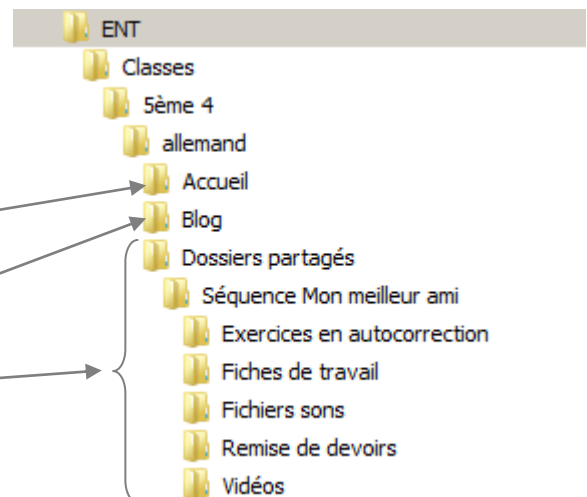 ENT
Classes
5ème 4
allemand
Accueil
Blog
Dossiers partagés
Séquence Mon meilleur ami
Exercices en autocorrection
Fiches de travail
Fichiers sons
Remise de devoirs
Vidéos